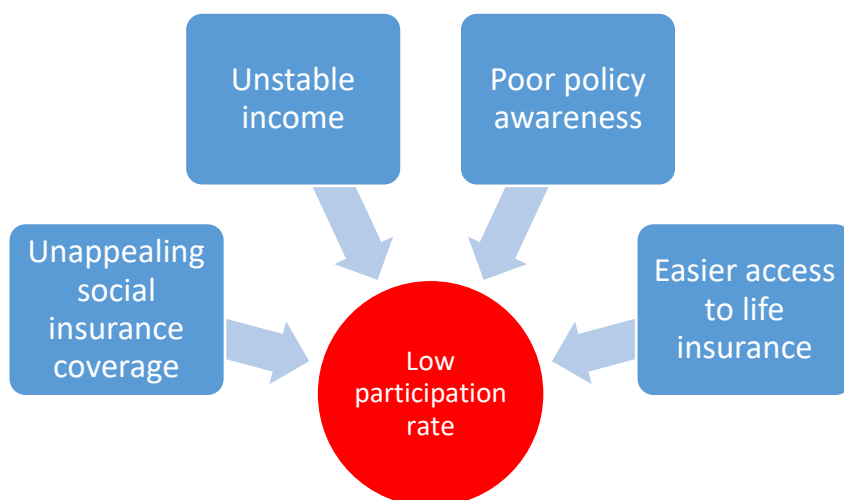 Unstable
income
Poor policy
awareness
Unappealing
social
insurance
coverage
Easier access
to life
insurance
Low
participation
rate